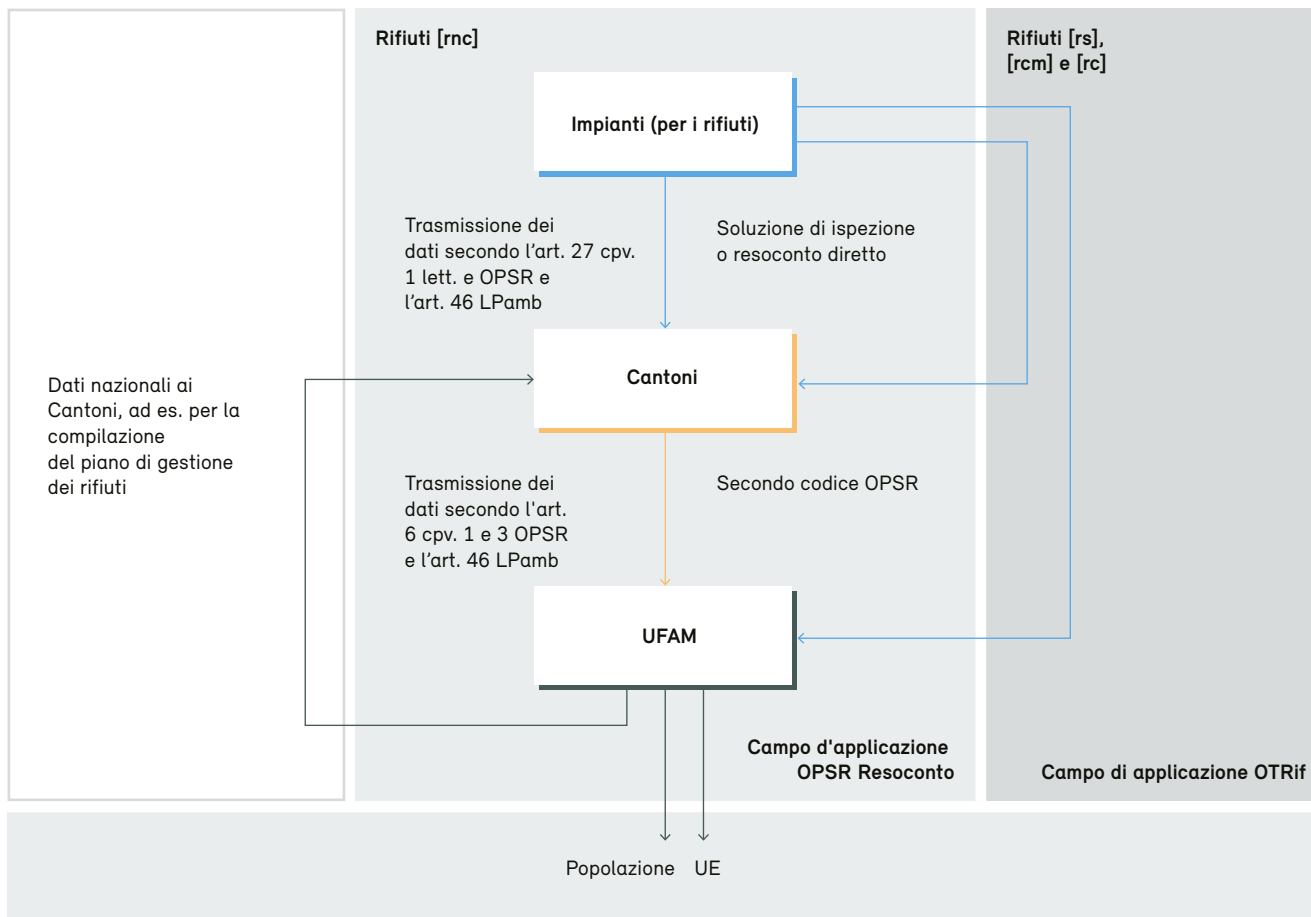 Rifiuti [rnc]
Rifiuti [rs],
[rcm] e [rc]
Impianti (per i rifiuti)
Trasmissione dei
dati secondo l’art. 27 cpv.
1 lett. e OPSR e
l’art. 46 LPamb
Soluzione di ispezione
o resoconto diretto
Cantoni
Dati nazionali ai
Cantoni, ad es. per la
compilazione
del piano di gestione
dei rifiuti
Trasmissione dei
dati secondo l'art.
6 cpv. 1 e 3 OPSR
e l’art. 46 LPamb
Secondo codice OPSR
UFAM
Campo d'applicazione
OPSR Resoconto
Campo di applicazione OTRif
Popolazione
UE